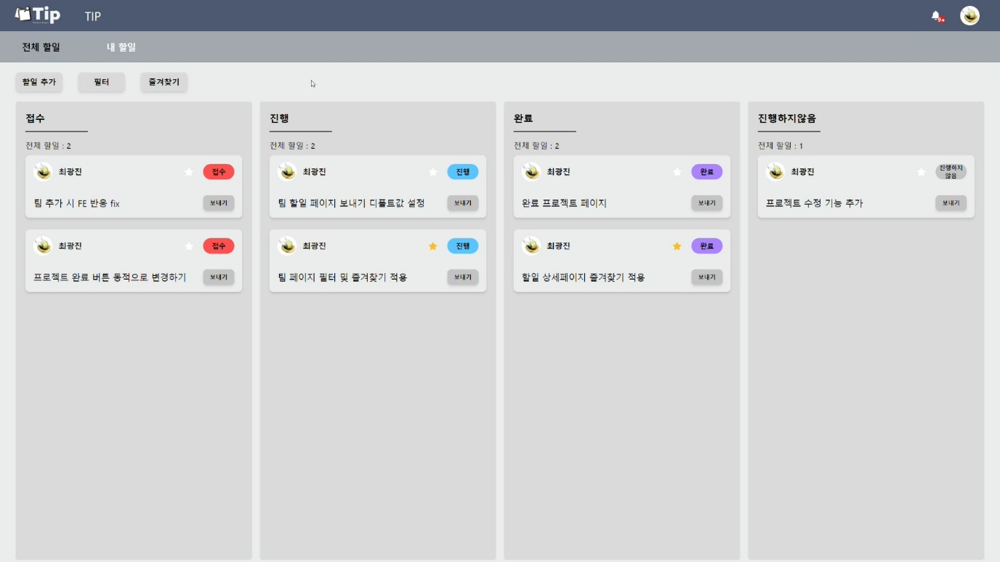 Tip
TIP
9+
전체 할일
내 할일
할일 추가
필터
즐겨찾기
접수
전체 할일 : 2
최광진
접수
팀 추가 시 FE 반응 fix
보내기
최광진
접수
프로젝트 완료 버튼 동적으로 변경하기
보내기
진행
전체 할일 : 2
최광진
진행
팀 할일 페이지 보내기 디폴트값 설정
보내기
최광진
진행
팀 페이지 필터 및 즐겨찾기 적용
보내기
완료
전체 할일 : 2
최광진
완료
완료 프로젝트 페이지
보내기
최광진
완료
할일 상세페이지 즐겨찾기 적용
보내기
진행하지않음
전체 할일 : 1
최광진
진행하지
않음
프로젝트 수정 기능 추가
보내기